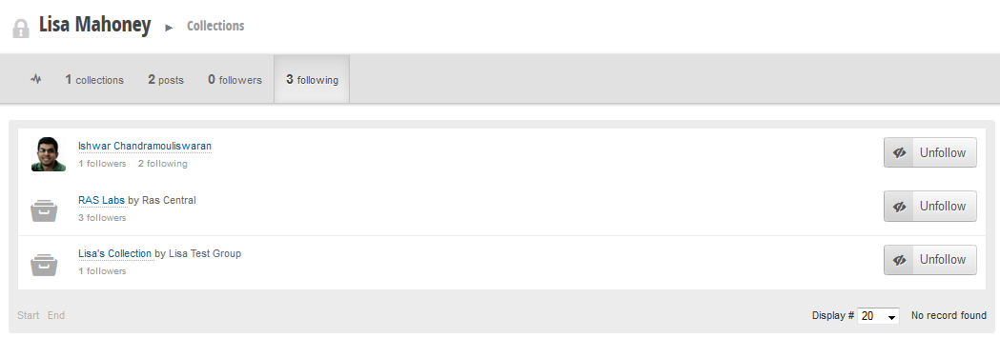 Lisa Mahoney ▸ Collections
1 collections 2 posts 0 followers 3 following
Ishwar Chandramouliswaran
1 followers 2 following
Unfollow
RAS Labs by Ras Central
3 followers
Unfollow
Lisa's Collection by Lisa Test Group
1 followers
Unfollow
Start End Display # 20 No record found